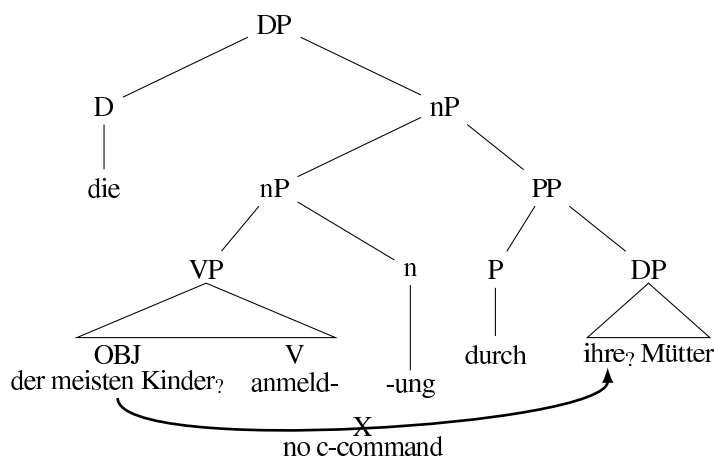 DP
D nP
die nP PP
VP n P DP
OBJ V durch ihre? Mütter
der meisten Kinder? anmeld- -ung
X
no c-command